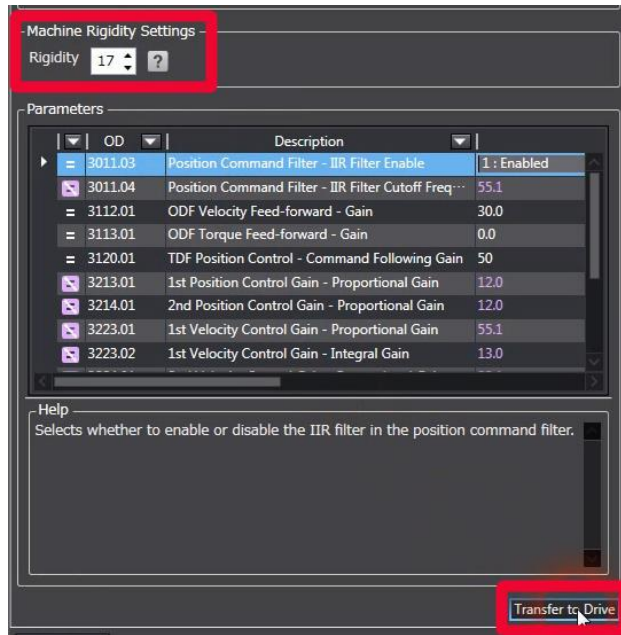 Machine Rigidity Settings
Rigidity 17 ?
Parameters
OD Description
= 3011.03 Position Command Filter - IIR Filter Enable 1 : Enabled
3011.04 Position Command Filter - IIR Filter Cutoff Freq... 55.1
= 3112.01 ODF Velocity Feed-forward - Gain 30.0
= 3113.01 ODF Torque Feed-forward - Gain 0.0
= 3120.01 TDF Position Control - Command Following Gain 50
3213.01 1st Position Control Gain - Proportional Gain 12.0
3214.01 2nd Position Control Gain - Proportional Gain 12.0
3223.01 1st Velocity Control Gain - Proportional Gain 55.1
3223.02 1st Velocity Control Gain - Integral Gain 13.0
Help
Selects whether to enable or disable the IIR filter in the position command filter.
Transfer to Drive